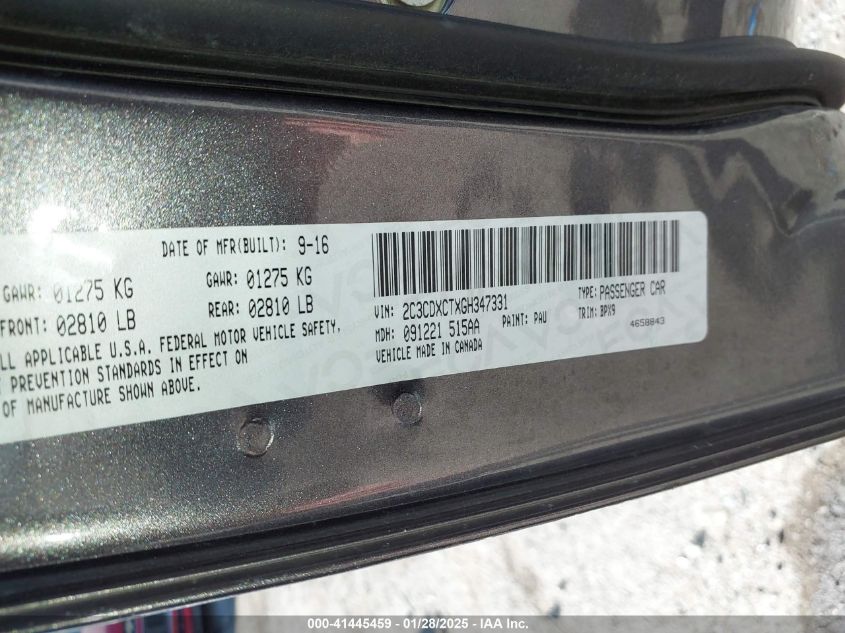 DATE OF MFR(BUILT): 9-16
GAWR: 01275 KG GAWR: 01275 KG
FRONT: 02810 LB REAR: 02810 LB
ALL APPLICABLE U.S.A. FEDERAL MOTOR VEHICLE SAFETY,
PREVENTION STANDARDS IN EFFECT ON
OF MANUFACTURE SHOWN ABOVE.
VIN: 2C3CDXCTXGH347331 TYPE: PASSENGER CAR
MDH: 091221 515AA PAINT: PAU TRIM: BPX9
VEHICLE MADE IN CANADA 4658843
000-41445459 - 01/28/2025 - IAA Inc.